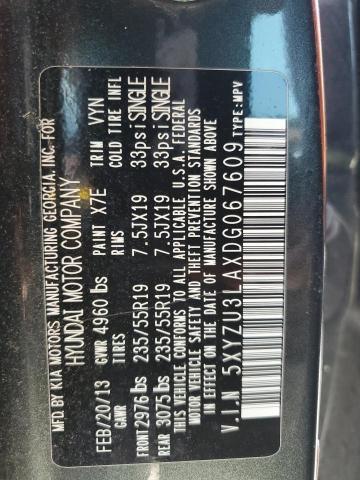 MFD BY KIA MOTORS MANUFACTURING GEORGIA, INC. FOR
HYUNDAI MOTOR COMPANY
FEB/20/13 GVWR 4960 lbs PAINT X7E TRIM VYN
GAWR TIRES RIMS COLD TIRE INFL
FRONT 2976 lbs 235/55R19 7.5JX19 33psi SINGLE
REAR 3075 lbs 235/55R19 7.5JX19 33psi SINGLE
THIS VEHICLE CONFORMS TO ALL APPLICABLE U.S.A. FEDERAL
MOTOR VEHICLE SAFETY AND THEFT PREVENTION STANDARDS
IN EFFECT ON THE DATE OF MANUFACTURE SHOWN ABOVE
V.I.N 5XYZU3LAXDG067609 TYPE:MPV